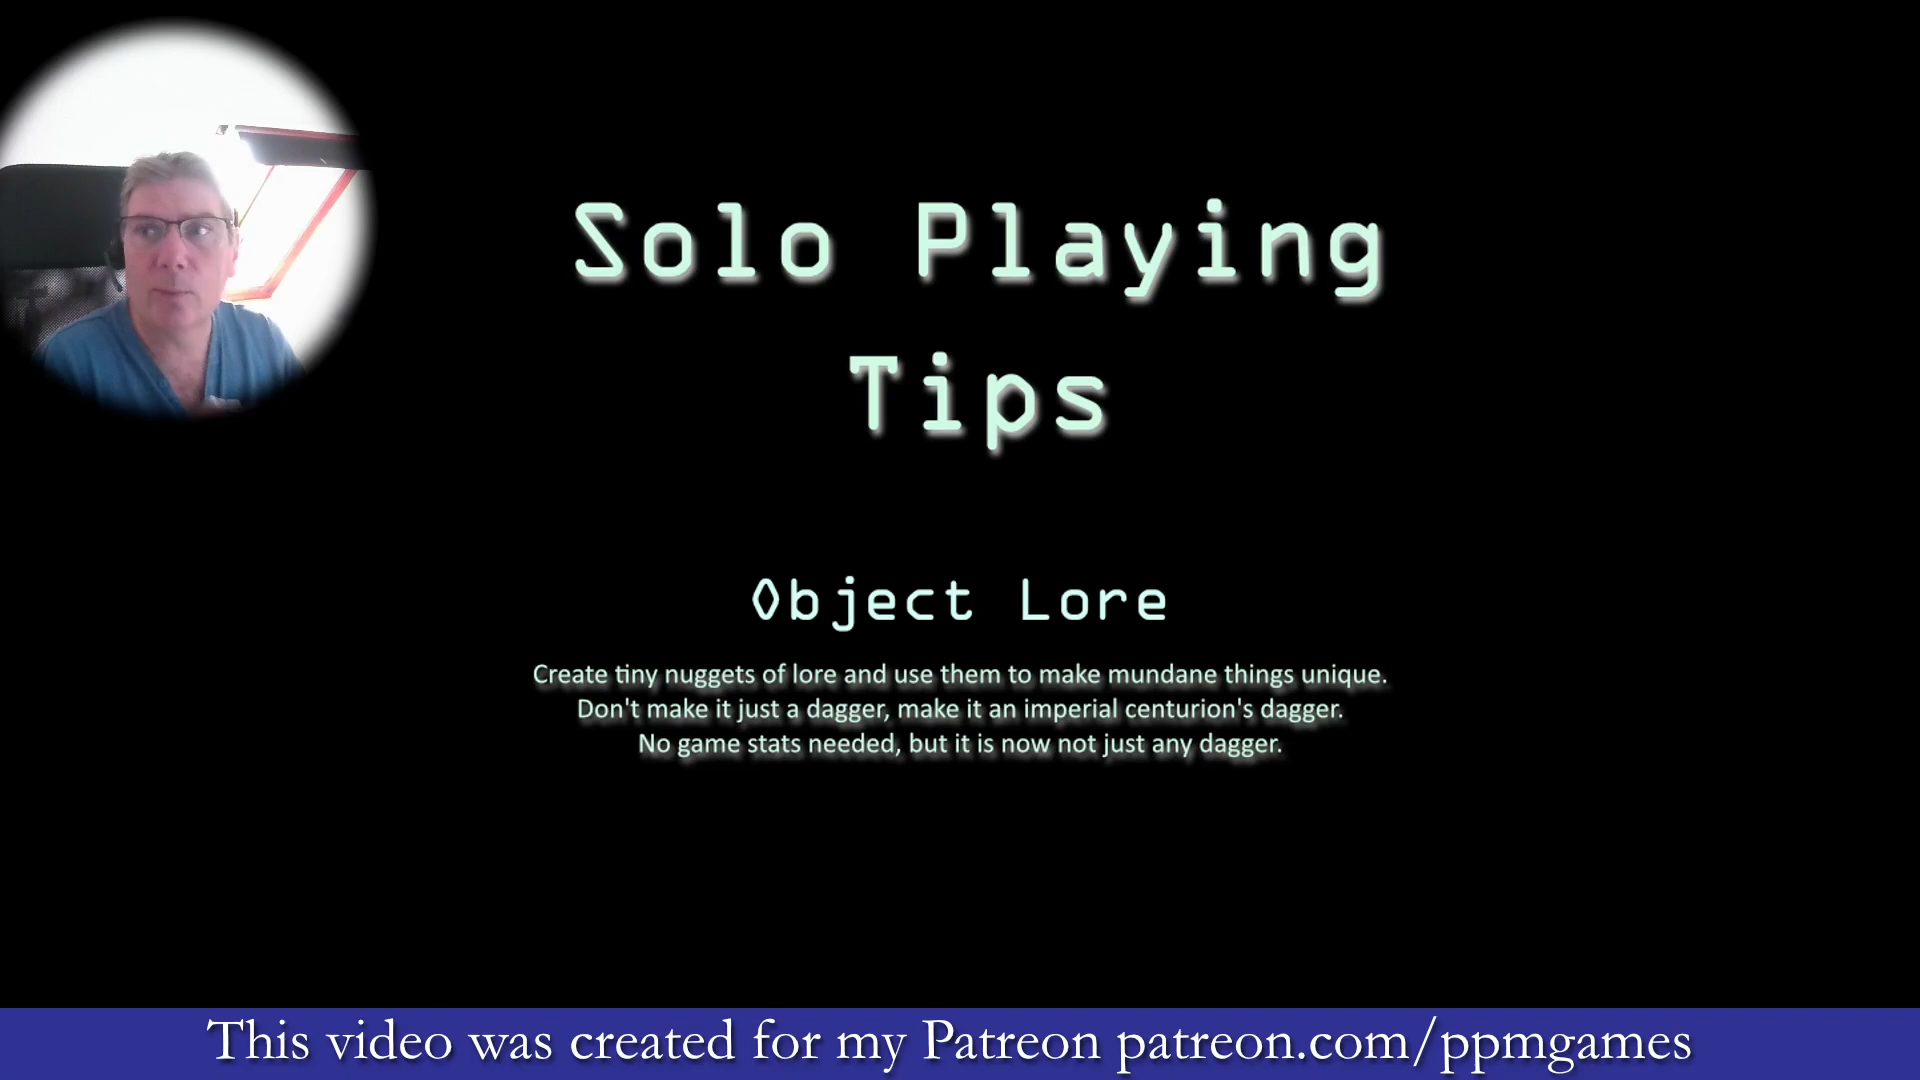 Solo Playing
Tips
Object Lore
Create tiny nuggets of lore and use them to make mundane things unique.
Don't make it just a dagger, make it an imperial centurion's dagger.
No game stats needed, but it is now not just any dagger.
This video was created for my Patreon patreon.com/ppmgames